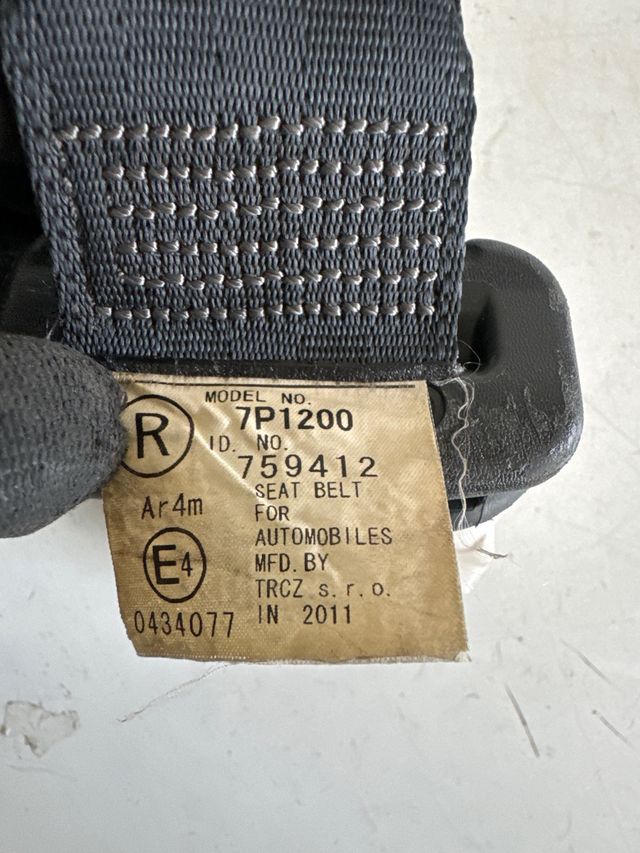 MODEL NO.
7P1200
R
ID. NO.
759412
Ar4m
SEAT BELT
FOR
AUTOMOBILES
E4
MFD. BY
TRCZ s. r. o.
0434077
IN 2011